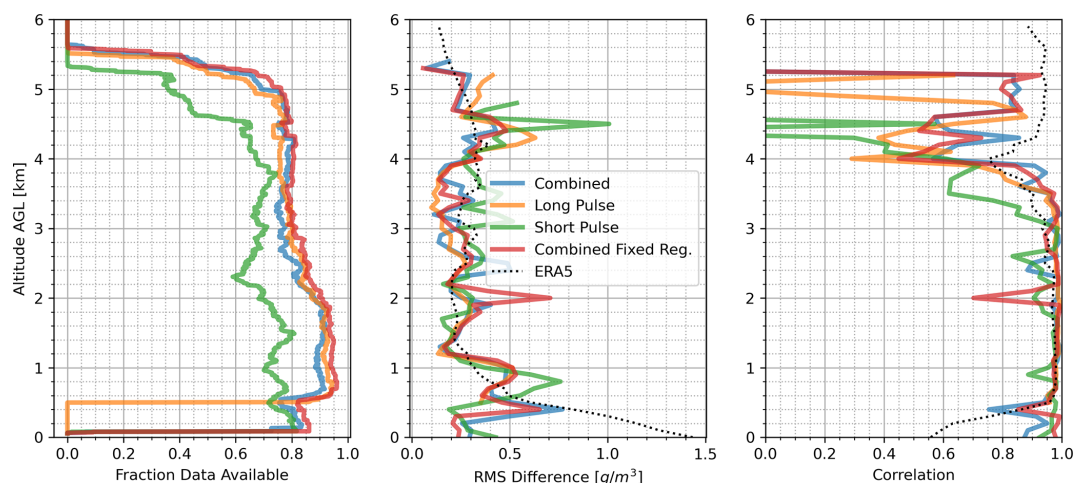 6
5
4
3
2
1
0
Altitude AGL [km]
0.0 0.2 0.4 0.6 0.8 1.0
Fraction Data Available
6
5
4
3
2
1
0
0.0 0.5 1.0 1.5
RMS Difference [g/m³]
Combined
Long Pulse
Short Pulse
Combined Fixed Reg.
ERA5
6
5
4
3
2
1
0
0.0 0.2 0.4 0.6 0.8 1.0
Correlation